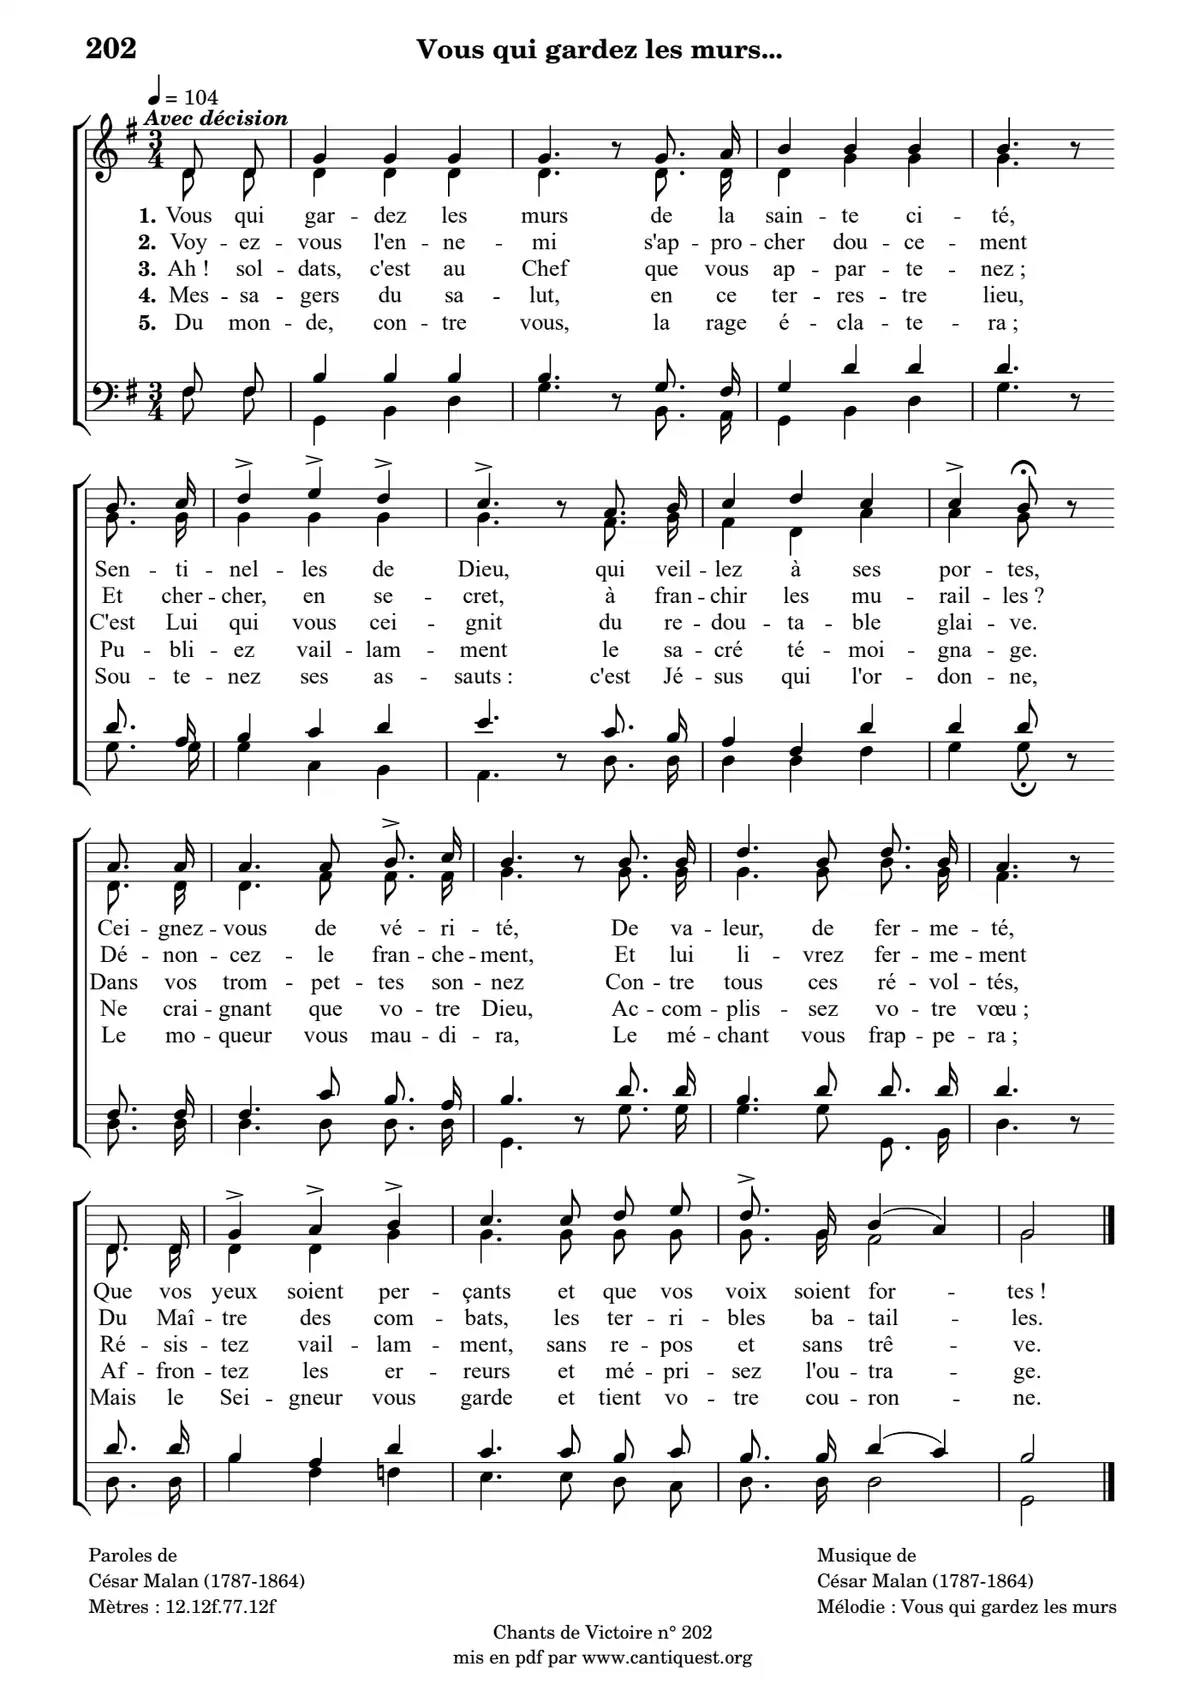 202
Vous qui gardez les murs...
= 104
Avec décision
3
4
1. Vous qui gar - dez les murs de la sain - te ci - té,
2. Voy - ez - vous l'en - ne - mi s'ap - pro - cher dou - ce - ment
3. Ah ! sol - dats, c'est au Chef que vous ap - par - te - nez ;
4. Mes - sa - gers du sa - lut, en ce ter - res - tre lieu,
5. Du mon - de, con - tre vous, la rage é - cla - te - ra ;
3
4
Sen - ti - nel - les de Dieu, qui veil - lez à ses por - tes,
Et cher - cher, en se - cret, à fran - chir les mu - rail - les ?
C'est Lui qui vous cei - gnit du re - dou - ta - ble glai - ve.
Pu - bli - ez vail - lam - ment le sa - cré té - moi - gna - ge.
Sou - te - nez ses as - sauts : c'est Jé - sus qui l'or - don - ne,
Cei - gnez - vous de vé - ri - té, De va - leur, de fer - me - té,
Dé - non - cez - le fran - che - ment, Et lui li - vrez fer - me - ment
Dans vos trom - pet - tes son - nez Con - tre tous ces ré - vol - tés,
Ne crai - gnant que vo - tre Dieu, Ac - com - plis - sez vo - tre vœu ;
Le mo - queur vous mau - di - ra, Le mé - chant vous frap - pe - ra ;
Que vos yeux soient per - çants et que vos voix soient for - tes !
Du Maî - tre des com - bats, les ter - ri - bles ba - tail - les.
Ré - sis - tez vail - lam - ment, sans re - pos et sans trê - ve.
Af - fron - tez les er - reurs et mé - pri - sez l'ou - tra - ge.
Mais le Sei - gneur vous garde et tient vo - tre cou - ron - ne.
Paroles de
César Malan (1787-1864)
Mètres : 12.12f.77.12f
Musique de
César Malan (1787-1864)
Mélodie : Vous qui gardez les murs
Chants de Victoire n° 202
mis en pdf par www.cantiquest.org